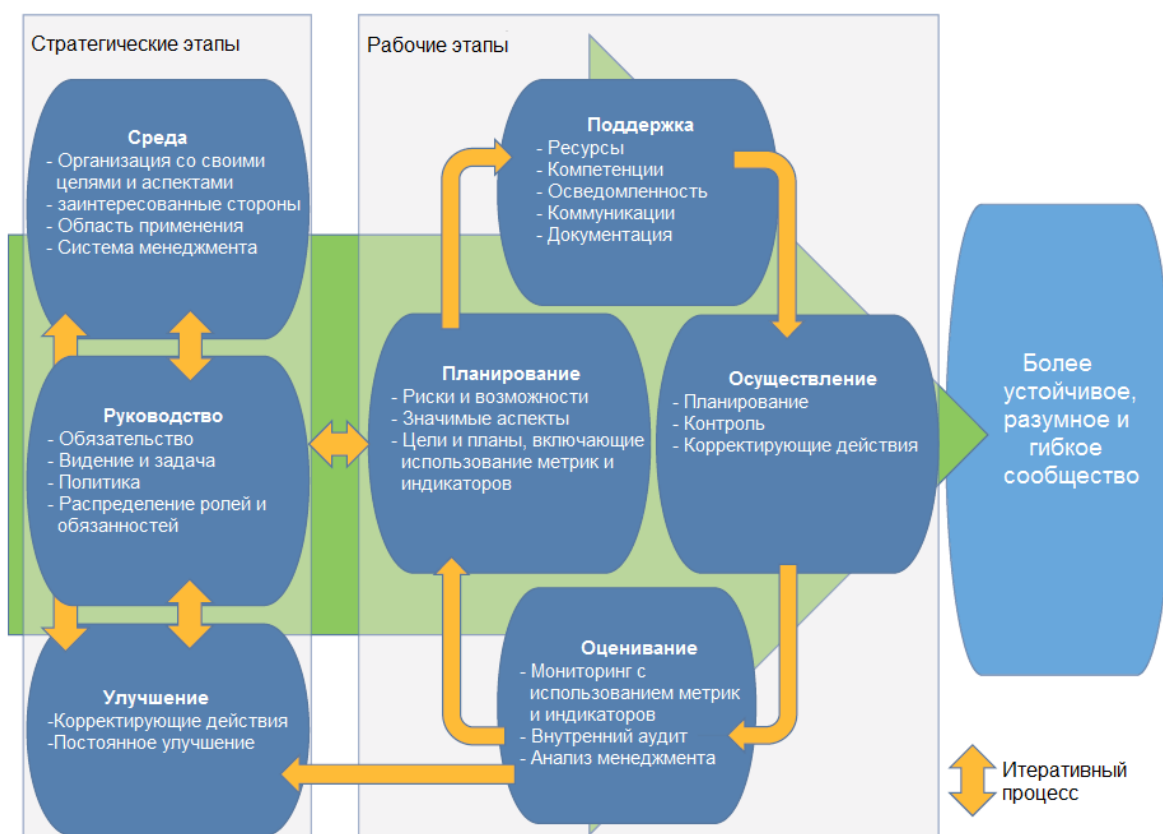 Стратегические этапы
Среда
- Организация со своими
целями и аспектами
- заинтересованные стороны
- Область применения
- Система менеджмента
Руководство
- Обязательство
- Видение и задача
- Политика
- Распределение ролей и
обязанностей
Улучшение
-Корректирующие действия
-Постоянное улучшение
Рабочие этапы
Поддержка
- Ресурсы
- Компетенции
- Осведомленность
- Коммуникации
- Документация
Планирование
- Риски и возможности
- Значимые аспекты
- Цели и планы, включающие
использование метрик и
индикаторов
Осуществление
- Планирование
- Контроль
- Корректирующие действия
Оценивание
- Мониторинг с
использованием метрик
и индикаторов
- Внутренний аудит
- Анализ менеджмента
Более
устойчивое,
разумное и
гибкое
сообщество
Итеративный
процесс